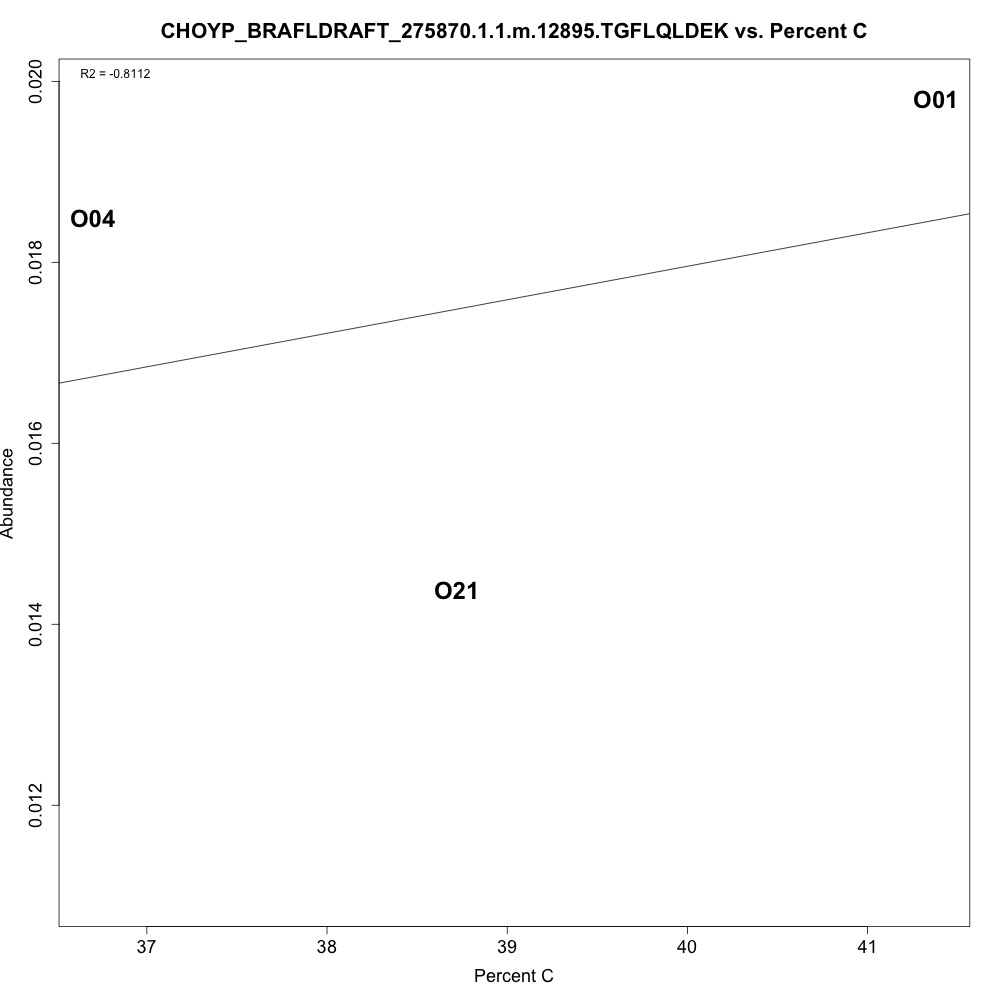 CHOYP_BRAFLDRAFT_275870.1.1.m.12895.TGFLQLDEK vs. Percent C
R2 = -0.8112
O01
O04
O21
0.020
0.018
0.016
0.014
0.012
Abundance
37 38 39 40 41
Percent C